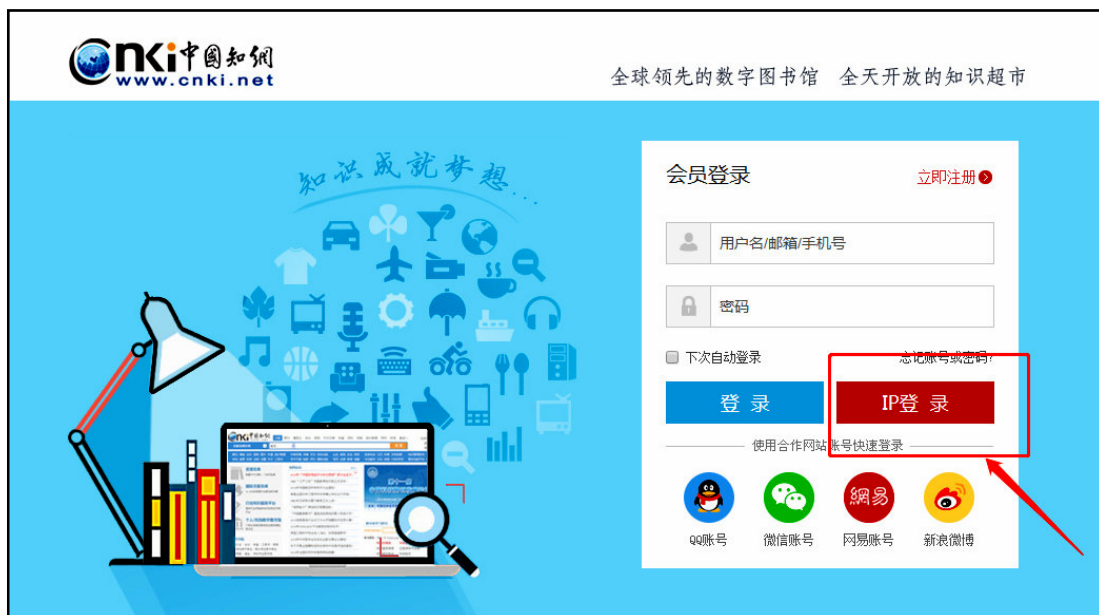 Cnki中國知網
www.cnki.net
全球领先的数字图书馆 全天开放的知识超市
知识成就梦想...
会员登录
立即注册
用户名/邮箱/手机号
密码
下次自动登录
忘记账号或密码?
登 录
IP登 录
使用合作网站账号快速登录
QQ账号
微信账号
網易
网易账号
新浪微博